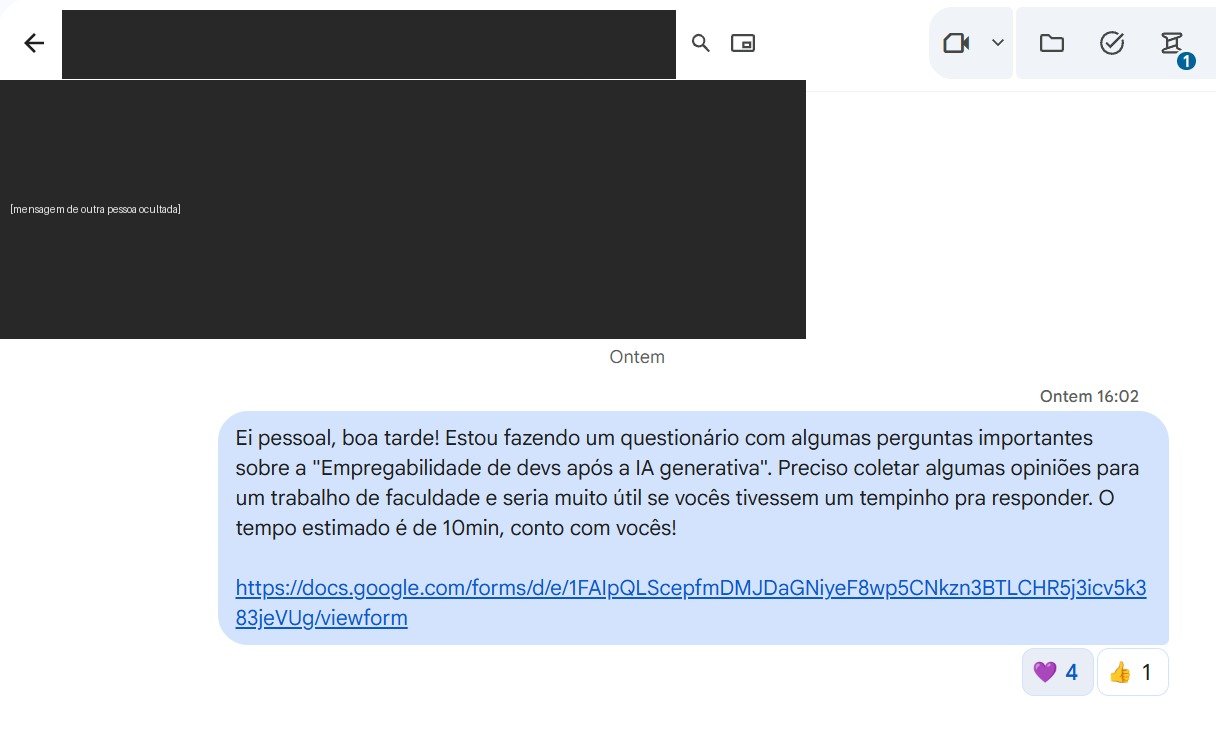 1
[mensagem de outra pessoa ocultada]
Ontem
Ontem 16:02
Ei pessoal, boa tarde! Estou fazendo um questionário com algumas perguntas importantes
sobre a "Empregabilidade de devs após a IA generativa". Preciso coletar algumas opiniões para
um trabalho de faculdade e seria muito útil se vocês tivessem um tempinho pra responder. O
tempo estimado é de 10min, conto com vocês!
https://docs.google.com/forms/d/e/1FAIpQLScepfmDMJDaGNiyeF8wp5CNkzn3BTLCHR5j3icv5k3
83jeVUg/viewform
💜 4 👍 1